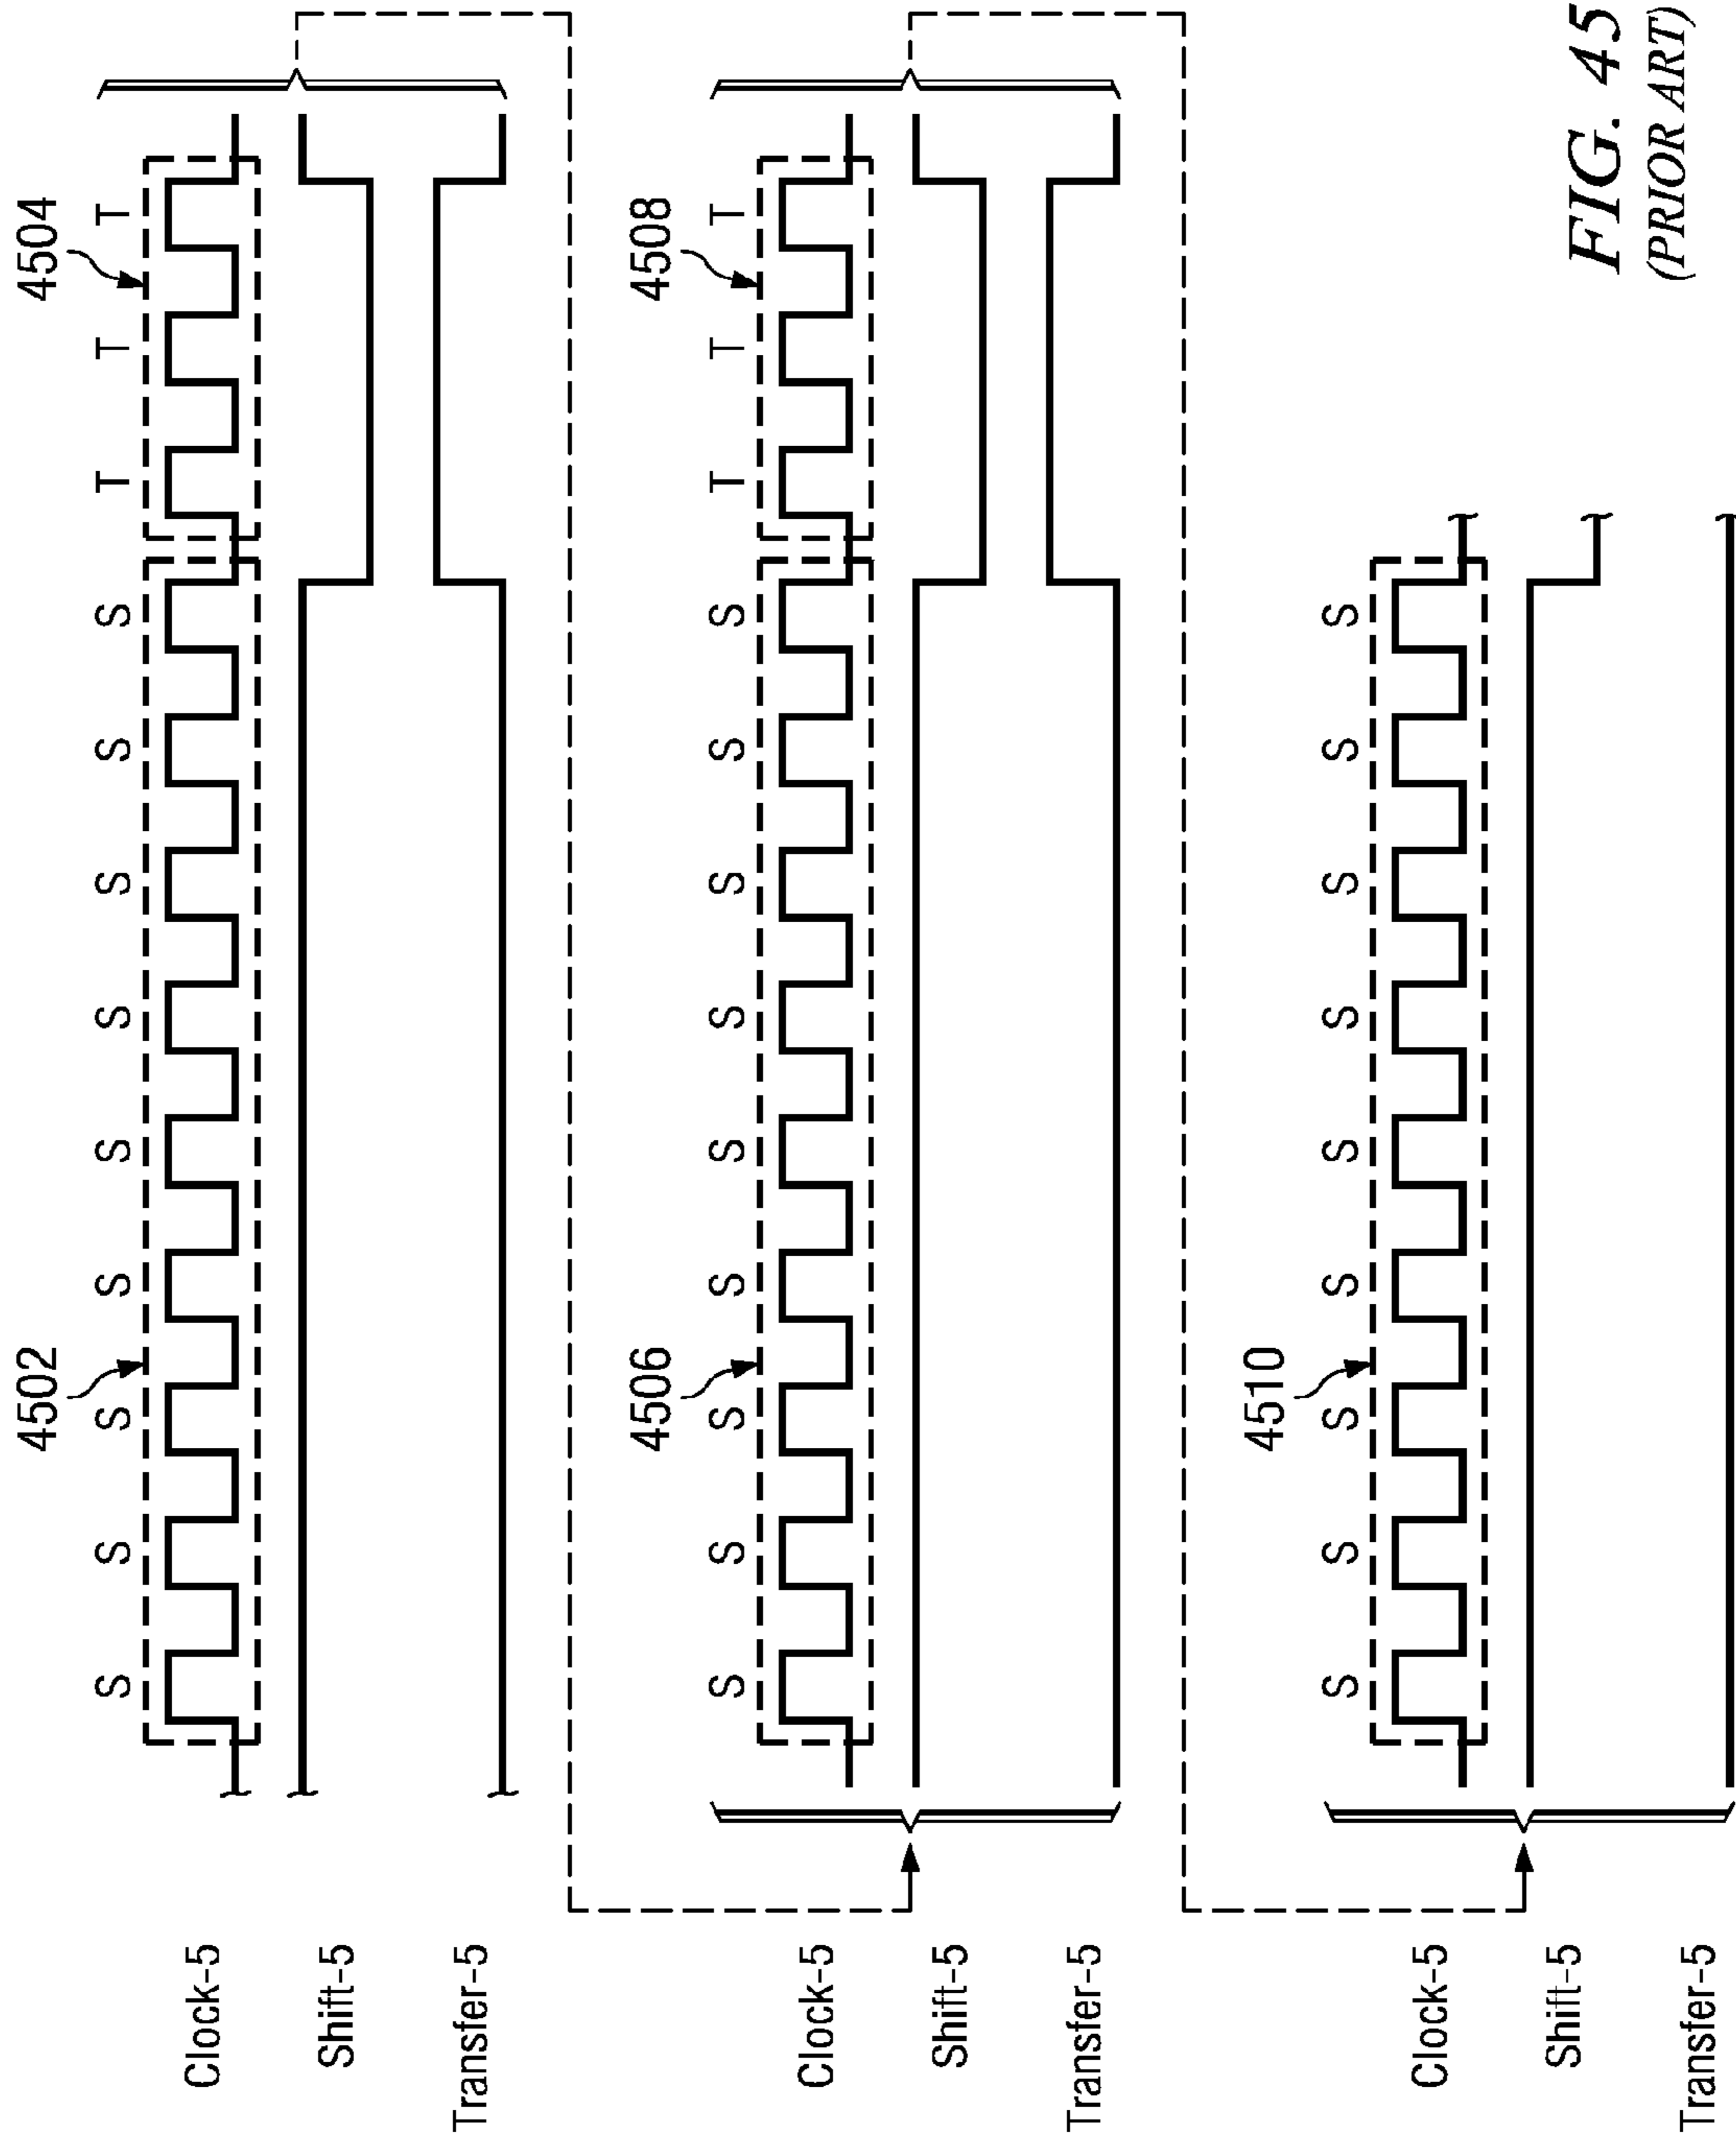 4502 4504
S S S S S S S S S T T T
Clock-5
Shift-5
Transfer-5
4506 4508
S S S S S S S S S T T T
Clock-5
Shift-5
Transfer-5
4510
S S S S S S S S S
Clock-5
Shift-5
Transfer-5
FIG. 45
(PRIOR ART)